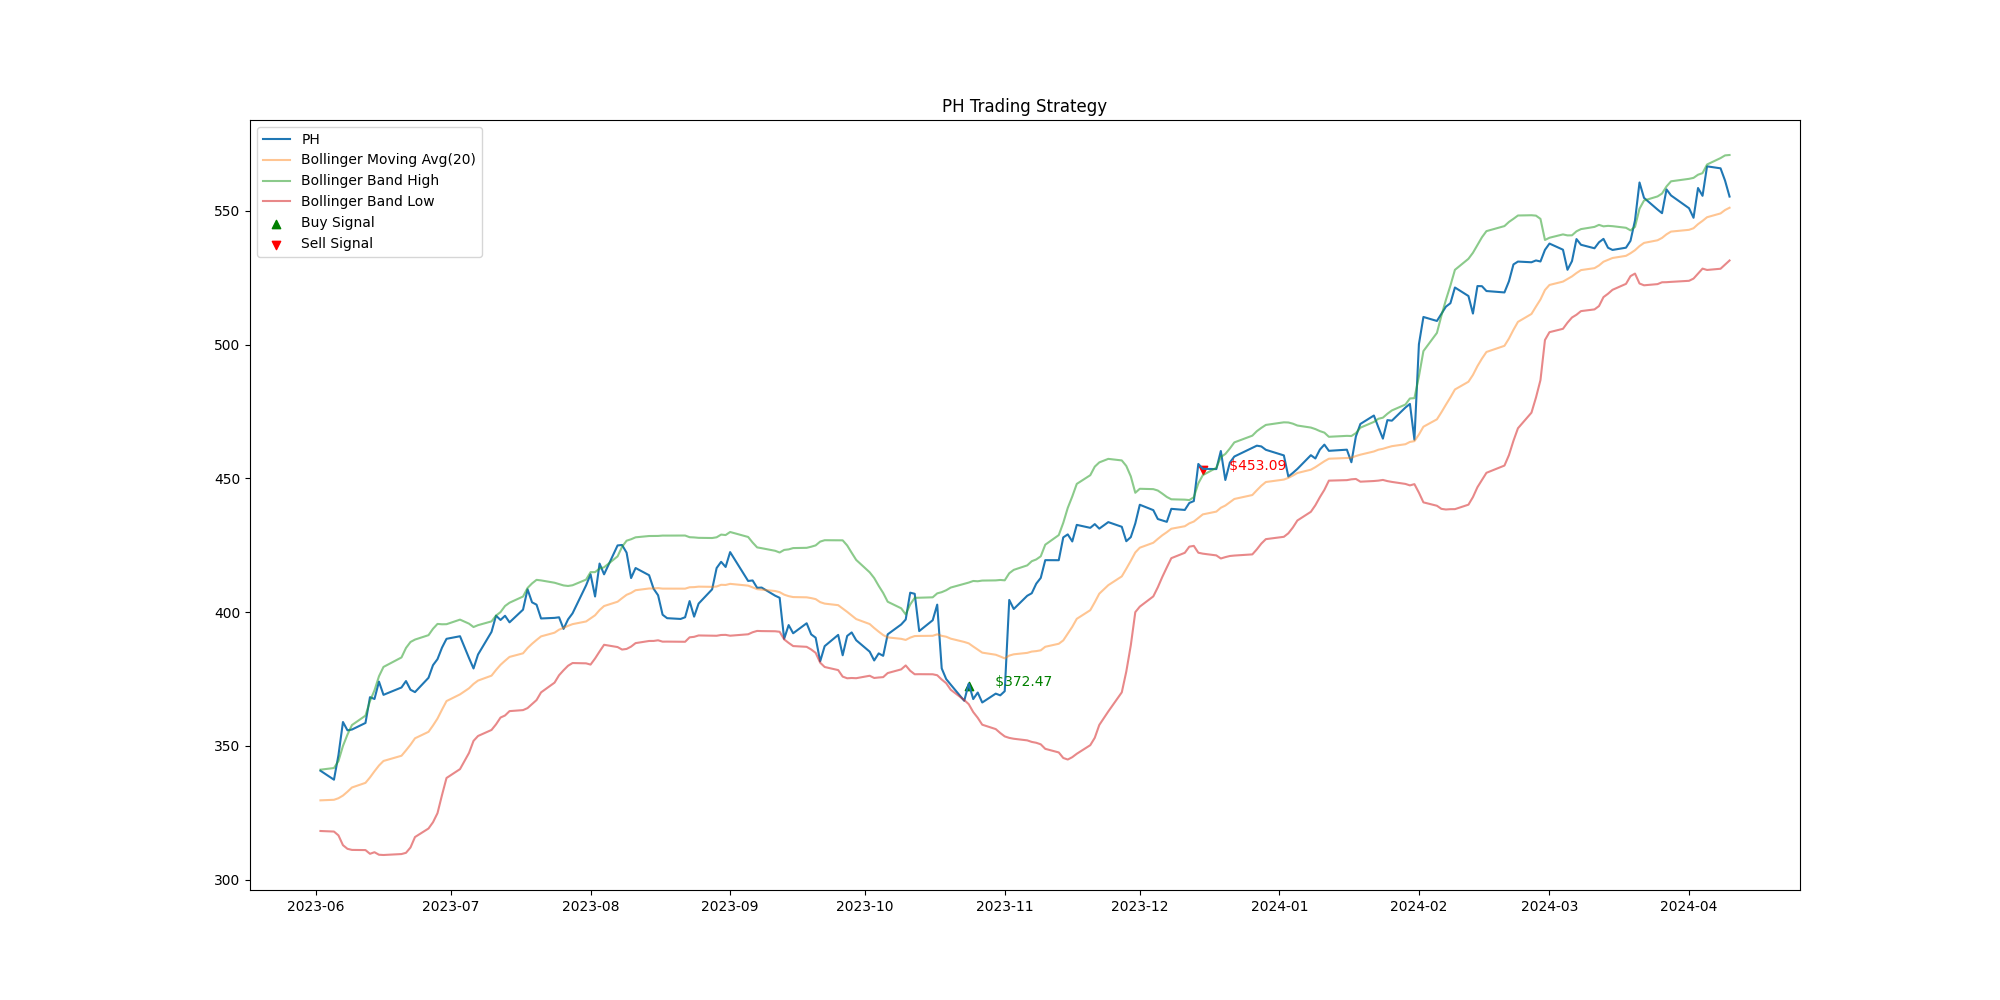 PH Trading Strategy
PH
Bollinger Moving Avg(20)
Bollinger Band High
Bollinger Band Low
Buy Signal
Sell Signal
550
500
450
400
350
300
$453.09
$372.47
2023-06
2023-07
2023-08
2023-09
2023-10
2023-11
2023-12
2024-01
2024-02
2024-03
2024-04